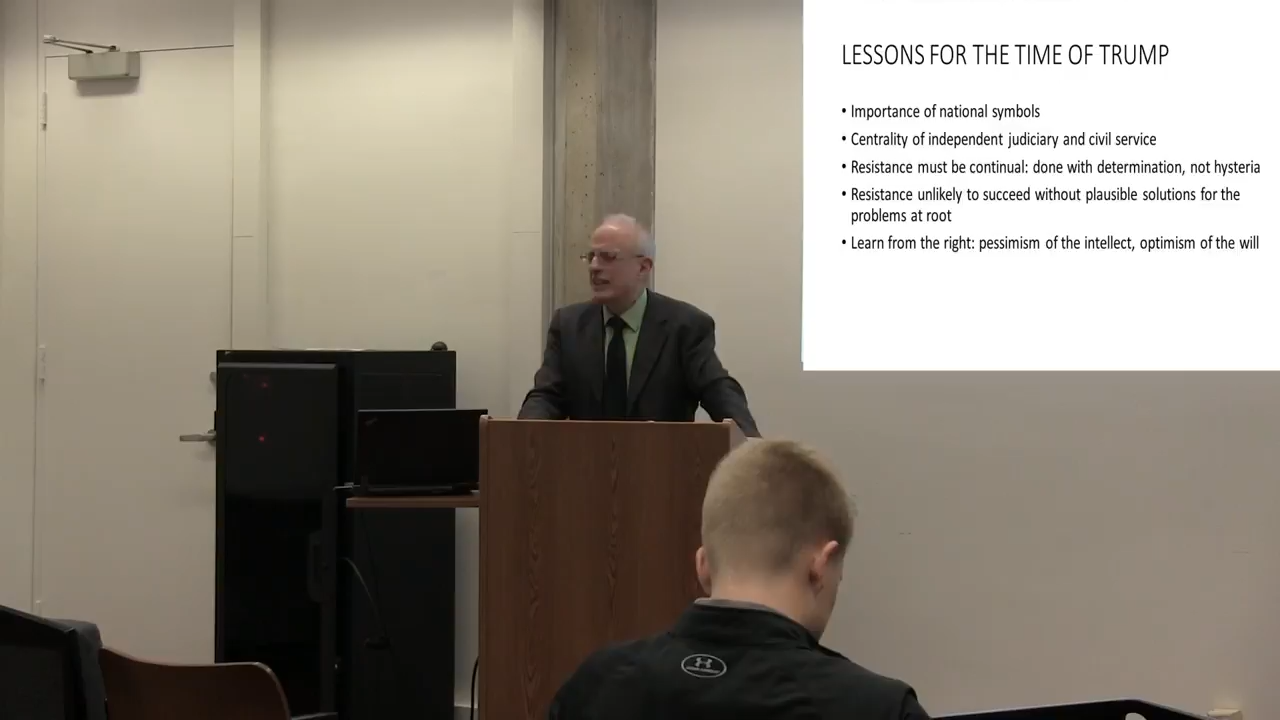 LESSONS FOR THE TIME OF TRUMP
• Importance of national symbols
• Centrality of independent judiciary and civil service
• Resistance must be continual: done with determination, not hysteria
• Resistance unlikely to succeed without plausible solutions for the
problems at root
• Learn from the right: pessimism of the intellect, optimism of the will
UNDER ARMOUR